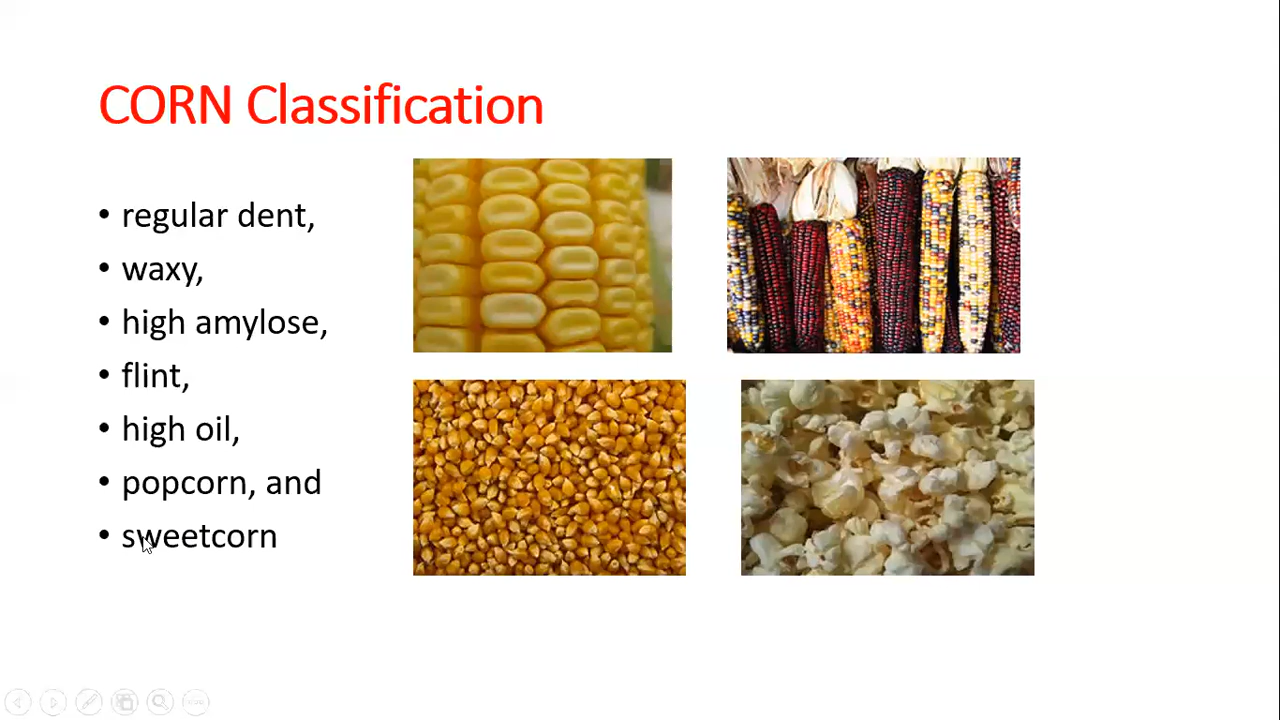 CORN Classification
• regular dent,
• waxy,
• high amylose,
• flint,
• high oil,
• popcorn, and
• sweetcorn